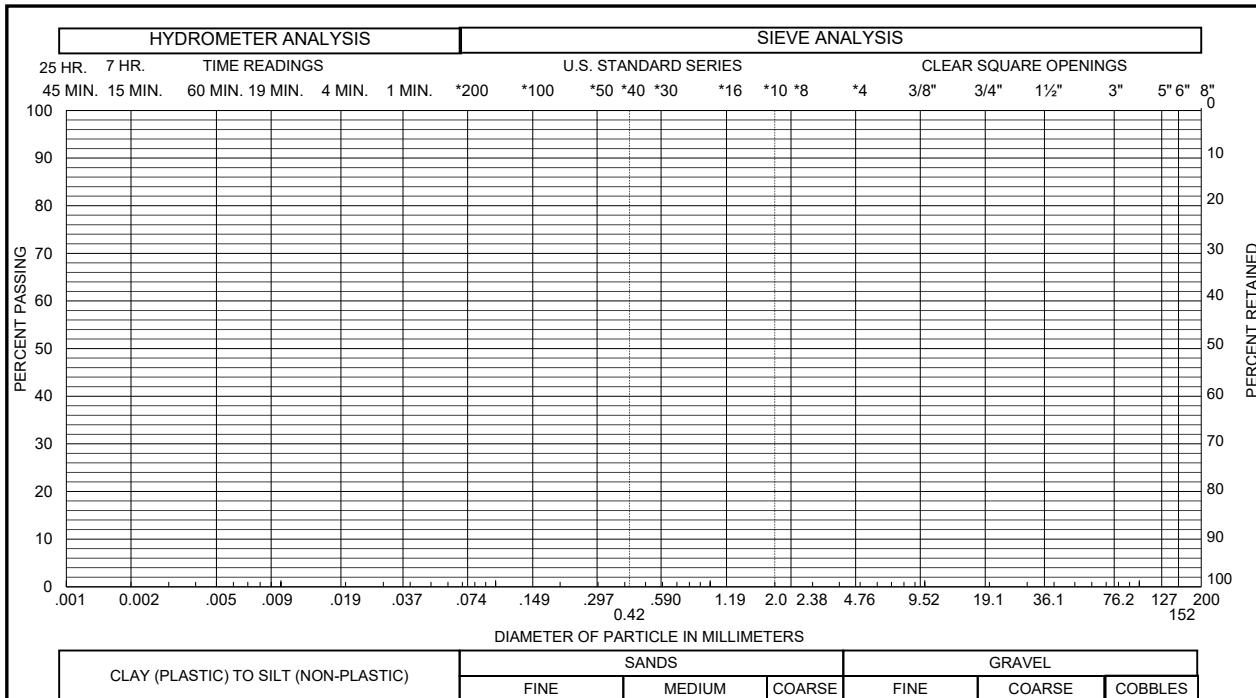 HYDROMETER ANALYSIS SIEVE ANALYSIS
25 HR. 7 HR. TIME READINGS U.S. STANDARD SERIES CLEAR SQUARE OPENINGS
45 MIN. 15 MIN. 60 MIN. 19 MIN. 4 MIN. 1 MIN. *200 *100 *50 *40 *30 *16 *10 *8 *4 3/8" 3/4" 1½" 3" 5" 6" 8"
100 0
90 10
80 20
70 30
60 40
50 50
40 60
30 70
20 80
10 90
0 100
PERCENT PASSING
PERCENT RETAINED
.001 0.002 .005 .009 .019 .037 .074 .149 .297 .590 1.19 2.0 2.38 4.76 9.52 19.1 36.1 76.2 127 200
0.42 152
DIAMETER OF PARTICLE IN MILLIMETERS
CLAY (PLASTIC) TO SILT (NON-PLASTIC) SANDS GRAVEL
FINE MEDIUM COARSE FINE COARSE COBBLES